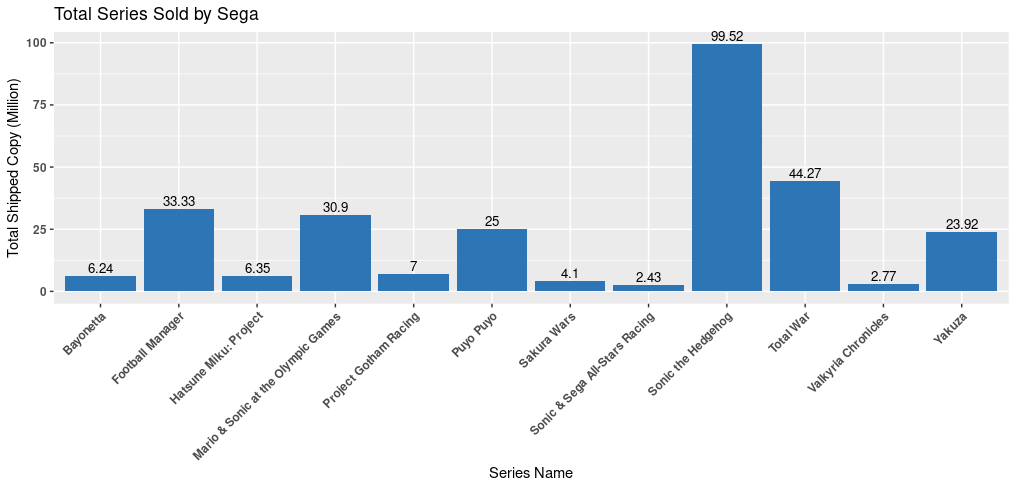 Total Series Sold by Sega
Total Shipped Copy (Million)
100
75
50
25
0
6.24
33.33
6.35
30.9
7
25
4.1
2.43
99.52
44.27
2.77
23.92
Bayonetta
Football Manager
Hatsune Miku: Project
Mario & Sonic at the Olympic Games
Project Gotham Racing
Puyo Puyo
Sakura Wars
Sonic & Sega All-Stars Racing
Sonic the Hedgehog
Total War
Valkyria Chronicles
Yakuza
Series Name